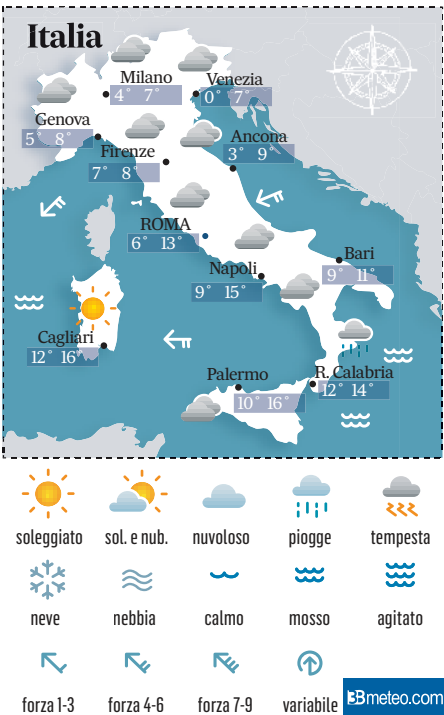 Italia
Milano
4° 7°
Venezia
0° 7°
Genova
5° 8°
Firenze
7° 8°
Ancona
3° 9°
ROMA
6° 13°
Napoli
9° 15°
Bari
9° 11°
Cagliari
12° 16°
Palermo
10° 16°
R. Calabria
12° 14°
soleggiato sol. e nub. nuvoloso piogge tempesta
neve nebbia calmo mosso agitato
forza 1-3 forza 4-6 forza 7-9 variabile
3Bmeteo.com